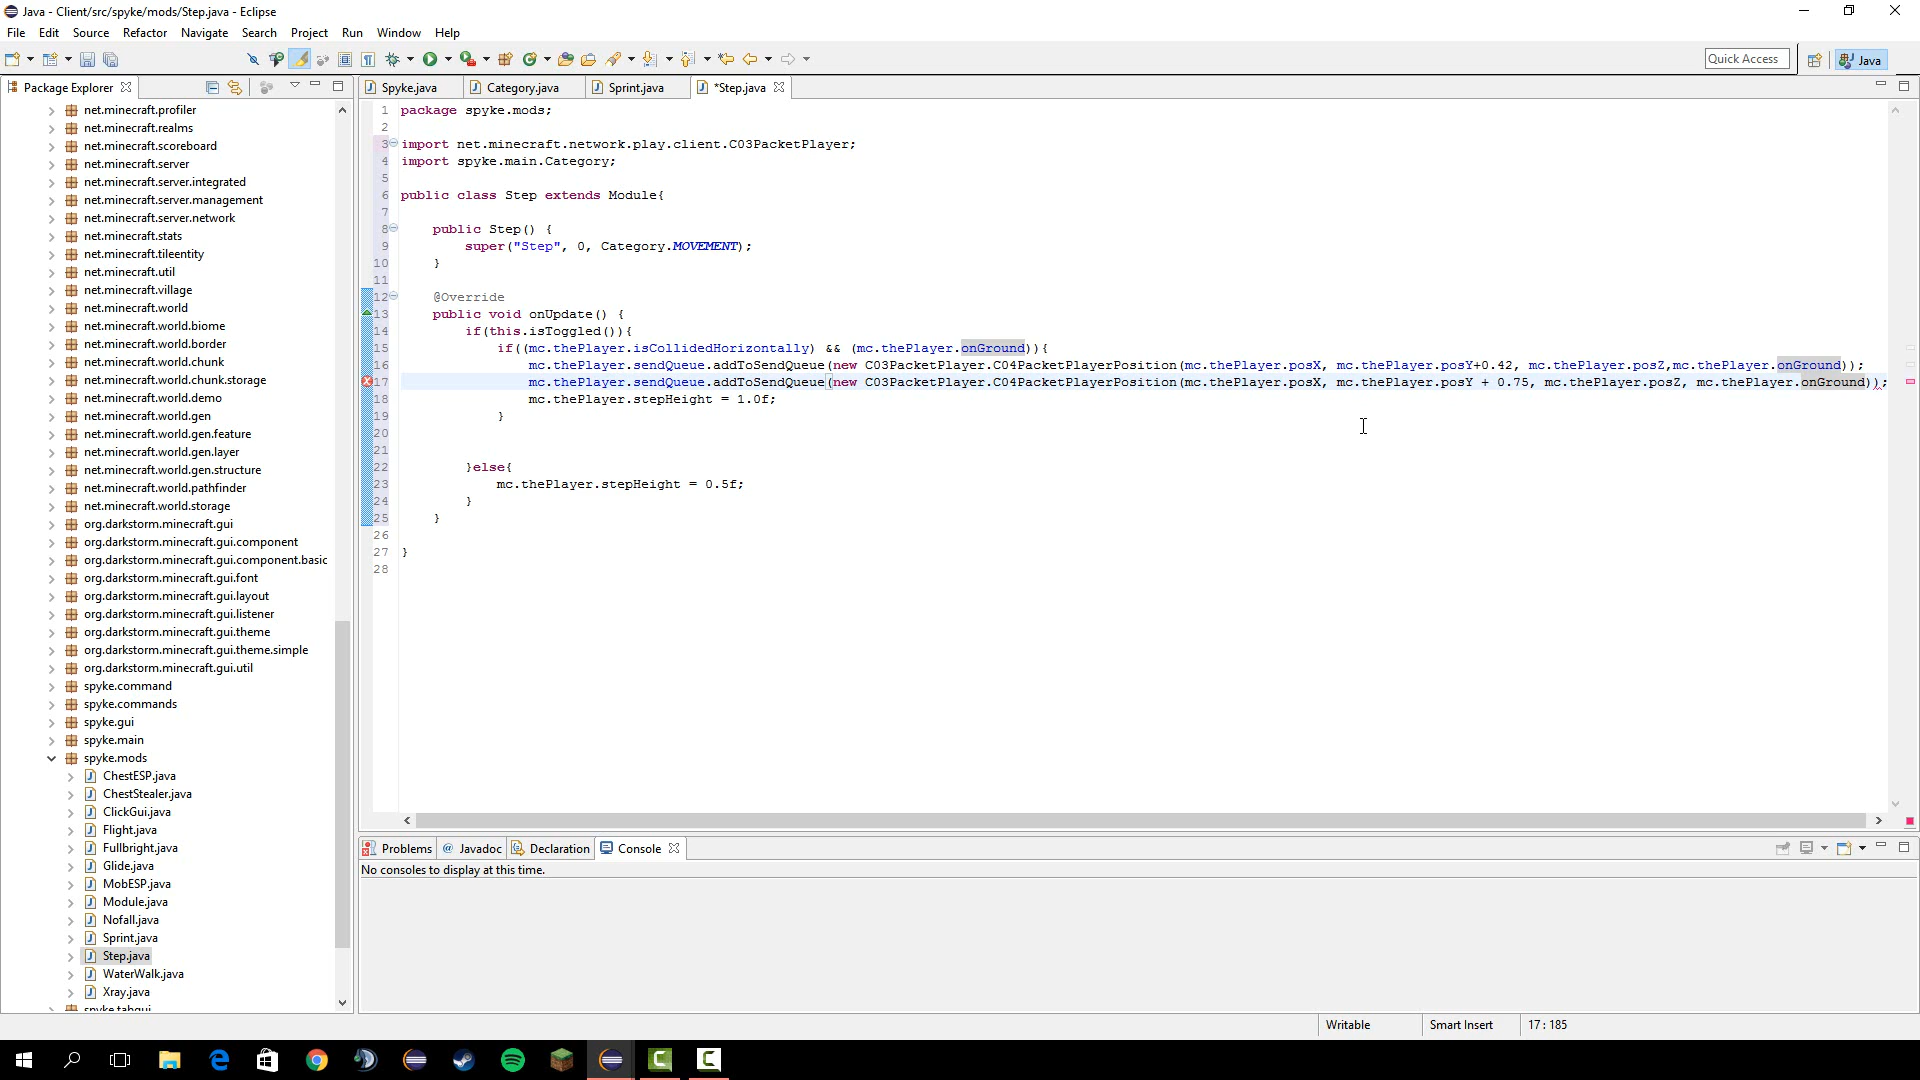 Java - Client/src/spyke/mods/Step.java - Eclipse
File Edit Source Refactor Navigate Search Project Run Window Help
Quick Access
Java
Package Explorer
net.minecraft.profiler
net.minecraft.realms
net.minecraft.scoreboard
net.minecraft.server
net.minecraft.server.integrated
net.minecraft.server.management
net.minecraft.server.network
net.minecraft.stats
net.minecraft.tileentity
net.minecraft.util
net.minecraft.village
net.minecraft.world
net.minecraft.world.biome
net.minecraft.world.border
net.minecraft.world.chunk
net.minecraft.world.chunk.storage
net.minecraft.world.demo
net.minecraft.world.gen
net.minecraft.world.gen.feature
net.minecraft.world.gen.layer
net.minecraft.world.gen.structure
net.minecraft.world.pathfinder
net.minecraft.world.storage
org.darkstorm.minecraft.gui
org.darkstorm.minecraft.gui.component
org.darkstorm.minecraft.gui.component.basic
org.darkstorm.minecraft.gui.font
org.darkstorm.minecraft.gui.layout
org.darkstorm.minecraft.gui.listener
org.darkstorm.minecraft.gui.theme
org.darkstorm.minecraft.gui.theme.simple
org.darkstorm.minecraft.gui.util
spyke.command
spyke.commands
spyke.gui
spyke.main
spyke.mods
ChestESP.java
ChestStealer.java
ClickGui.java
Flight.java
Fullbright.java
Glide.java
MobESP.java
Module.java
Nofall.java
Sprint.java
Step.java
WaterWalk.java
Xray.java
spyke.tabgui
Spyke.java Category.java Sprint.java *Step.java
1 package spyke.mods;
2
3 import net.minecraft.network.play.client.C03PacketPlayer;
4 import spyke.main.Category;
5
6 public class Step extends Module{
7
8 public Step() {
9 super("Step", 0, Category.MOVEMENT);
10 }
11
12 @Override
13 public void onUpdate() {
14 if(this.isToggled()){
15 if((mc.thePlayer.isCollidedHorizontally) && (mc.thePlayer.onGround)){
16 mc.thePlayer.sendQueue.addToSendQueue(new C03PacketPlayer.C04PacketPlayerPosition(mc.thePlayer.posX, mc.thePlayer.posY+0.42, mc.thePlayer.posZ,mc.thePlayer.onGround));
17 mc.thePlayer.sendQueue.addToSendQueue(new C03PacketPlayer.C04PacketPlayerPosition(mc.thePlayer.posX, mc.thePlayer.posY + 0.75, mc.thePlayer.posZ, mc.thePlayer.onGround));
18 mc.thePlayer.stepHeight = 1.0f;
19 }
20
21
22 }else{
23 mc.thePlayer.stepHeight = 0.5f;
24 }
25 }
26
27 }
28
Problems @ Javadoc Declaration Console
No consoles to display at this time.
Writable Smart Insert 17 : 185